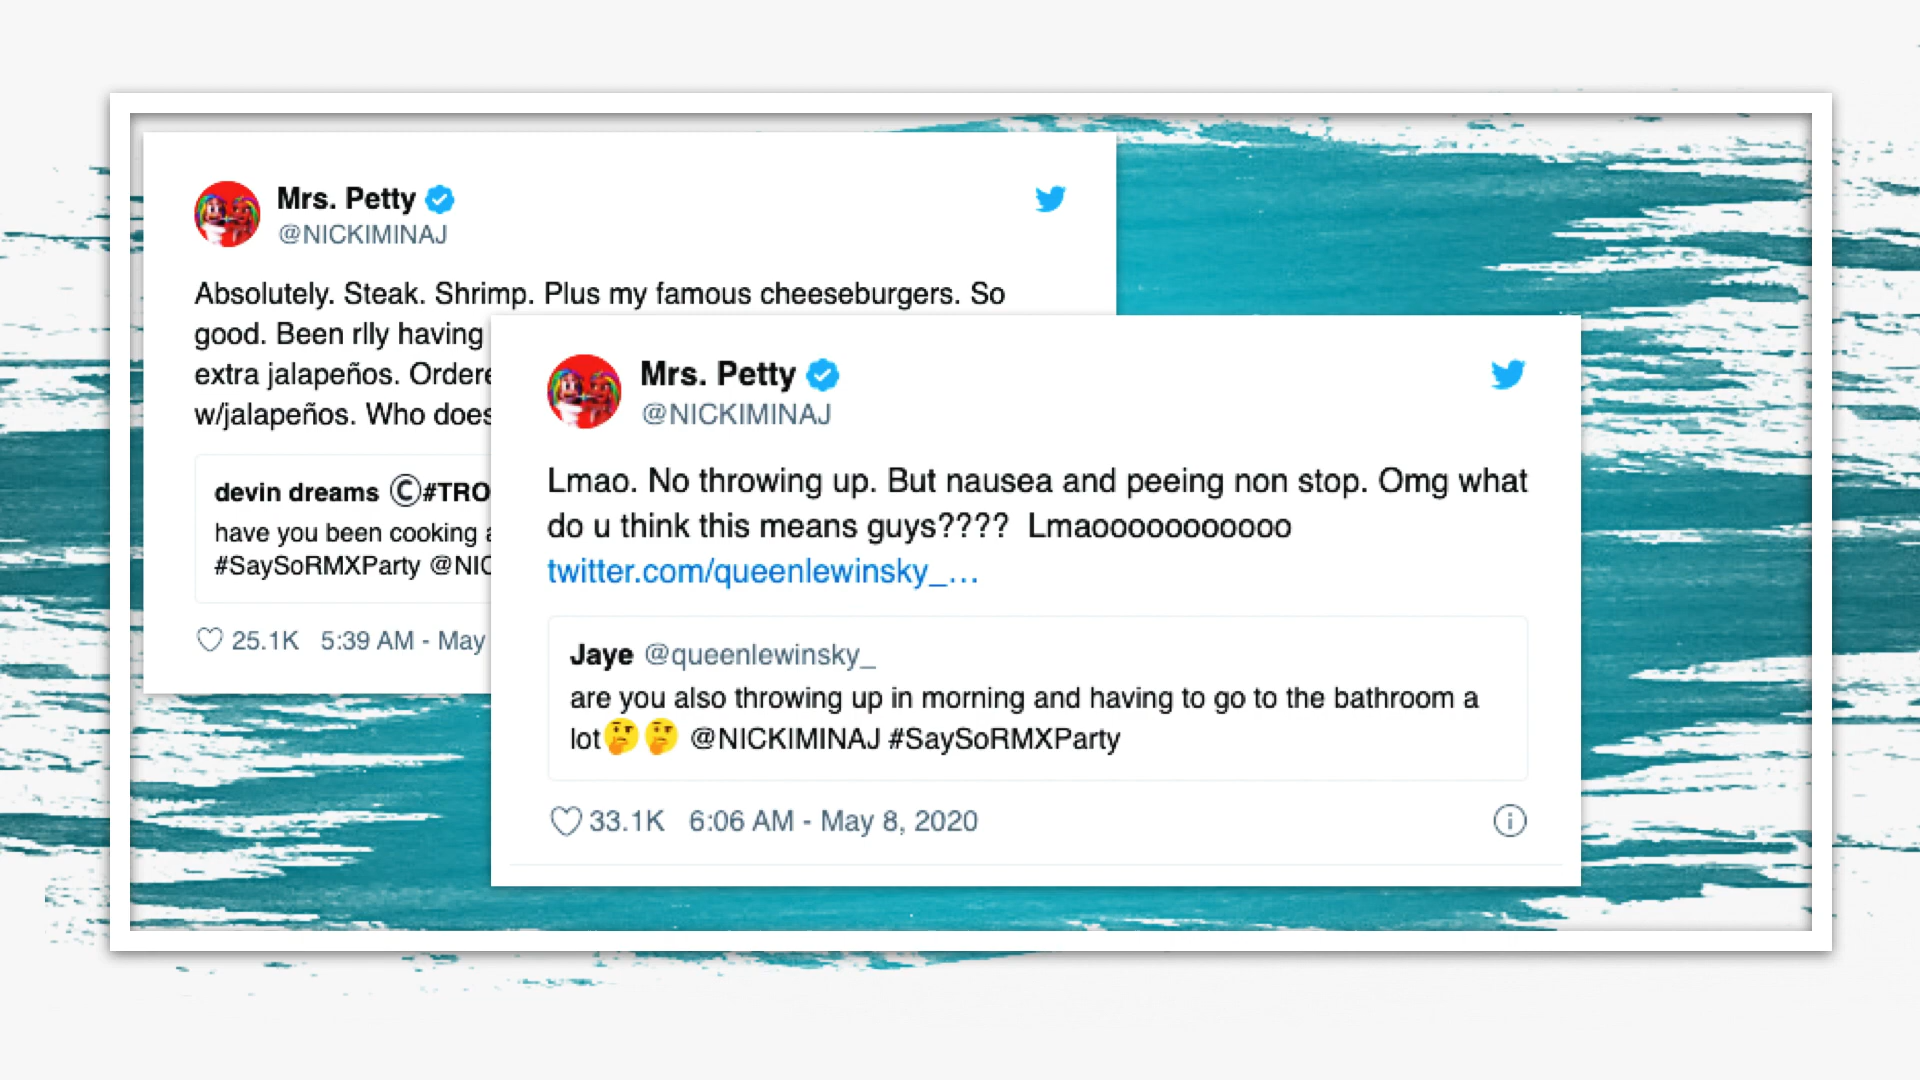 Mrs. Petty
@NICKIMINAJ
Absolutely. Steak. Shrimp. Plus my famous cheeseburgers. So
good. Been rlly having
extra jalapeños. Ordere
w/jalapeños. Who does
devin dreams Ⓒ#TRO
have you been cooking
#SaySoRMXParty @NIC
25.1K 5:39 AM - May
Mrs. Petty
@NICKIMINAJ
Lmao. No throwing up. But nausea and peeing non stop. Omg what
do u think this means guys???? Lmaooooooooooo
twitter.com/queenlewinsky_…
Jaye @queenlewinsky_
are you also throwing up in morning and having to go to the bathroom a
lot🤔🤔 @NICKIMINAJ #SaySoRMXParty
33.1K 6:06 AM - May 8, 2020